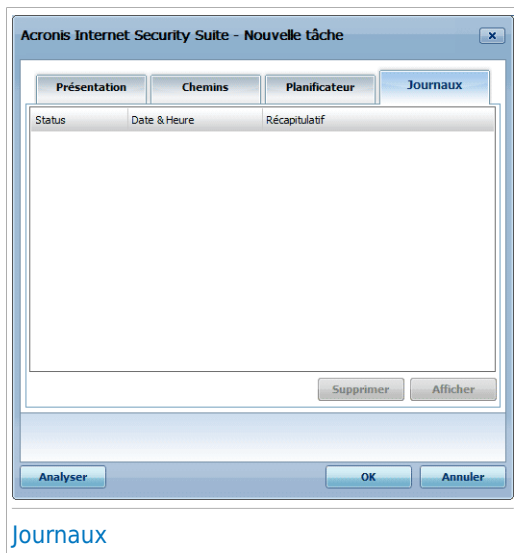 Acronis Internet Security Suite - Nouvelle tâche
Présentation Chemins Planificateur Journaux
Status Date & Heure Récapitulatif
Supprimer Afficher
Analyser OK Annuler
Journaux